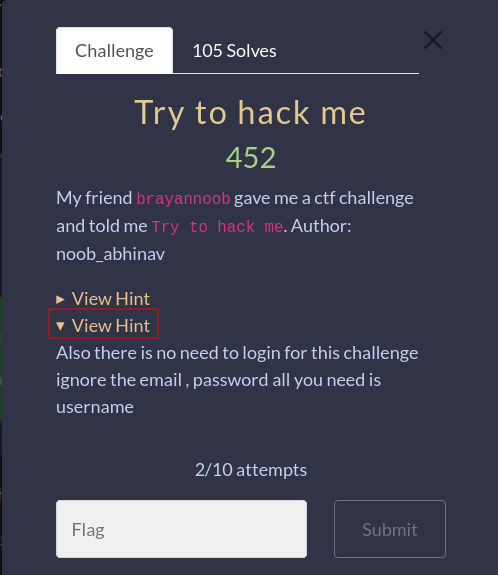 Challenge
105 Solves
Try to hack me
452
My friend brayannoob gave me a ctf challenge
and told me Try to hack me. Author:
noob_abhinav
▸ View Hint
▾ View Hint
Also there is no need to login for this challenge
ignore the email , password all you need is
username
2/10 attempts
Flag
Submit